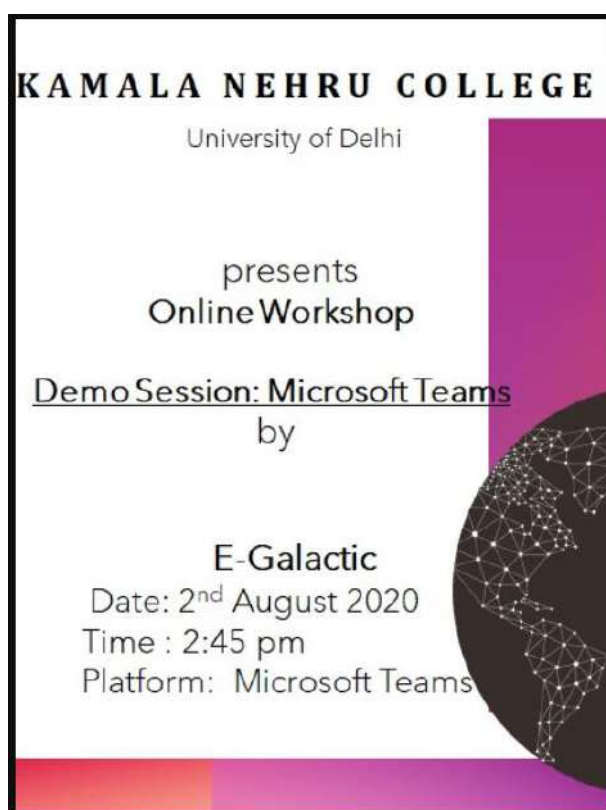 KAMALA NEHRU COLLEGE
University of Delhi
presents
Online Workshop
Demo Session: Microsoft Teams
by
E-Galactic
Date: 2nd August 2020
Time : 2:45 pm
Platform: Microsoft Teams